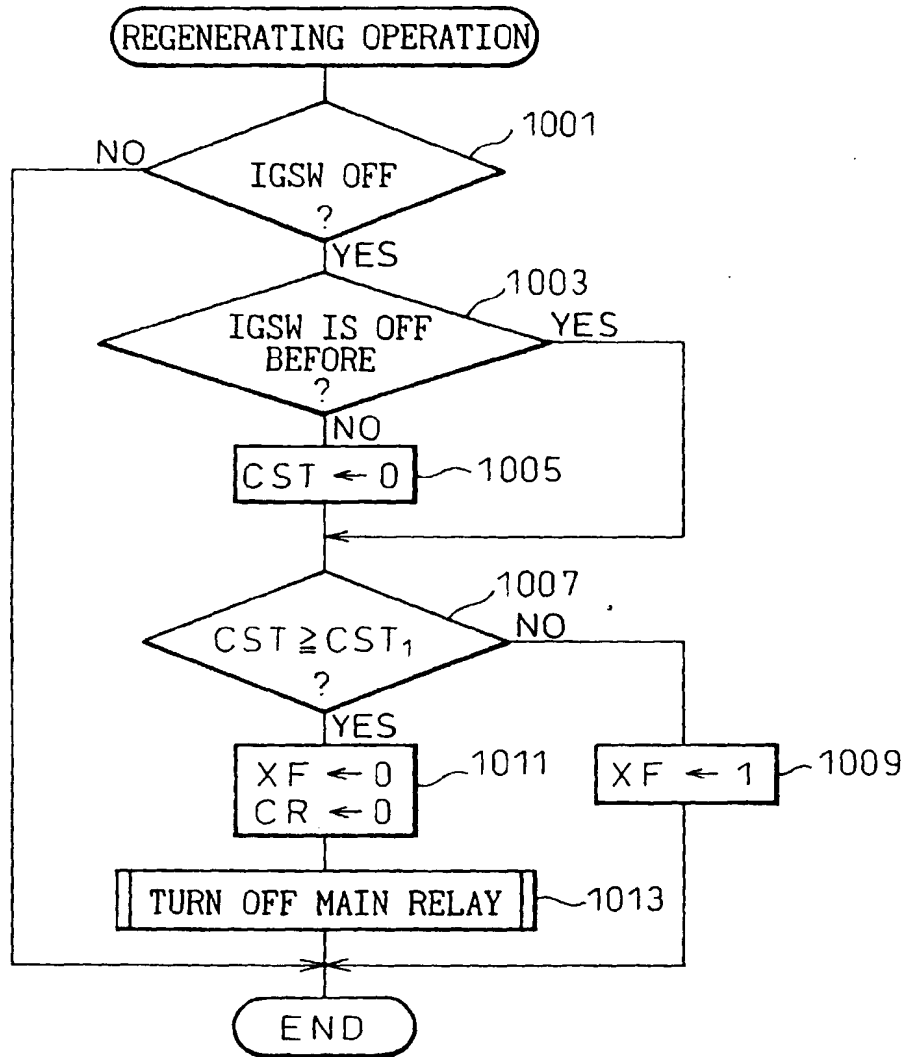 REGENERATING OPERATION
1001
NO
IGSW OFF
?
YES
1003
IGSW IS OFF
BEFORE
?
YES
NO
CST ← 0
1005
1007
CST ≧ CST₁
?
NO
YES
XF ← 0
CR ← 0
1011
XF ← 1
1009
TURN OFF MAIN RELAY
1013
END